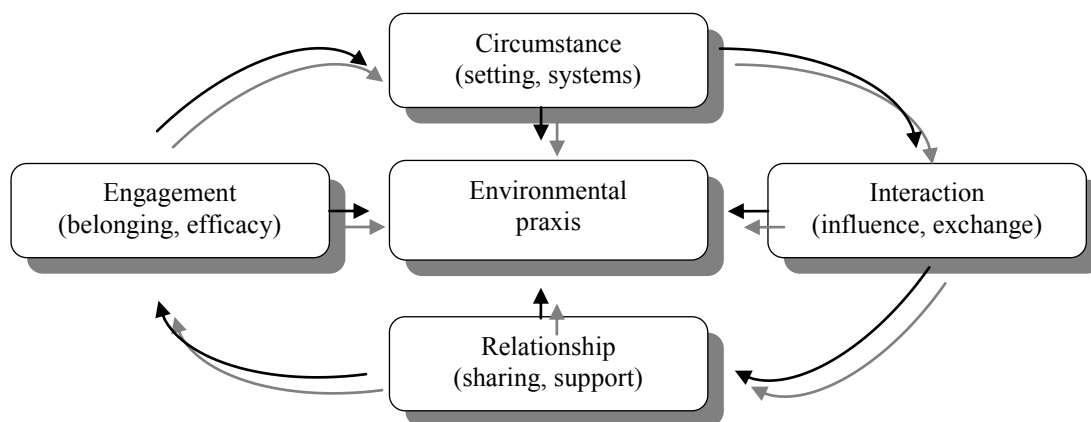 Circumstance
(setting, systems)
Engagement
(belonging, efficacy)
Environmental
praxis
Interaction
(influence, exchange)
Relationship
(sharing, support)